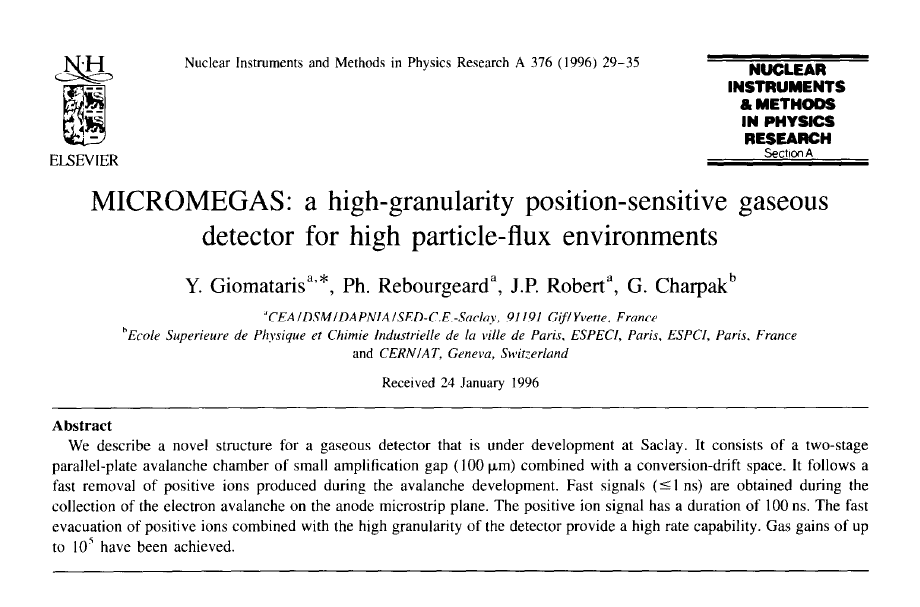 N·H
ELSEVIER
Nuclear Instruments and Methods in Physics Research A 376 (1996) 29–35
NUCLEAR
INSTRUMENTS
& METHODS
IN PHYSICS
RESEARCH
Section A
MICROMEGAS: a high-granularity position-sensitive gaseous
detector for high particle-flux environments
Y. Giomataris^a,*, Ph. Rebourgeard^a, J.P. Robert^a, G. Charpak^b
^aCEA/DSM/DAPNIA/SED-C.E.-Saclay, 91191 Gif/Yvette, France
^bEcole Superieure de Physique et Chimie Industrielle de la ville de Paris, ESPECI, Paris, ESPCI, Paris, France
and CERN/AT, Geneva, Switzerland
Received 24 January 1996
Abstract
We describe a novel structure for a gaseous detector that is under development at Saclay. It consists of a two-stage
parallel-plate avalanche chamber of small amplification gap (100 μm) combined with a conversion-drift space. It follows a
fast removal of positive ions produced during the avalanche development. Fast signals (≤1 ns) are obtained during the
collection of the electron avalanche on the anode microstrip plane. The positive ion signal has a duration of 100 ns. The fast
evacuation of positive ions combined with the high granularity of the detector provide a high rate capability. Gas gains of up
to 10^5 have been achieved.